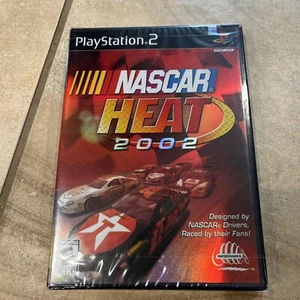 PlayStation 2
NASCAR
HEAT
2002
Designed by
NASCAR Drivers,
Raced by their Fans!